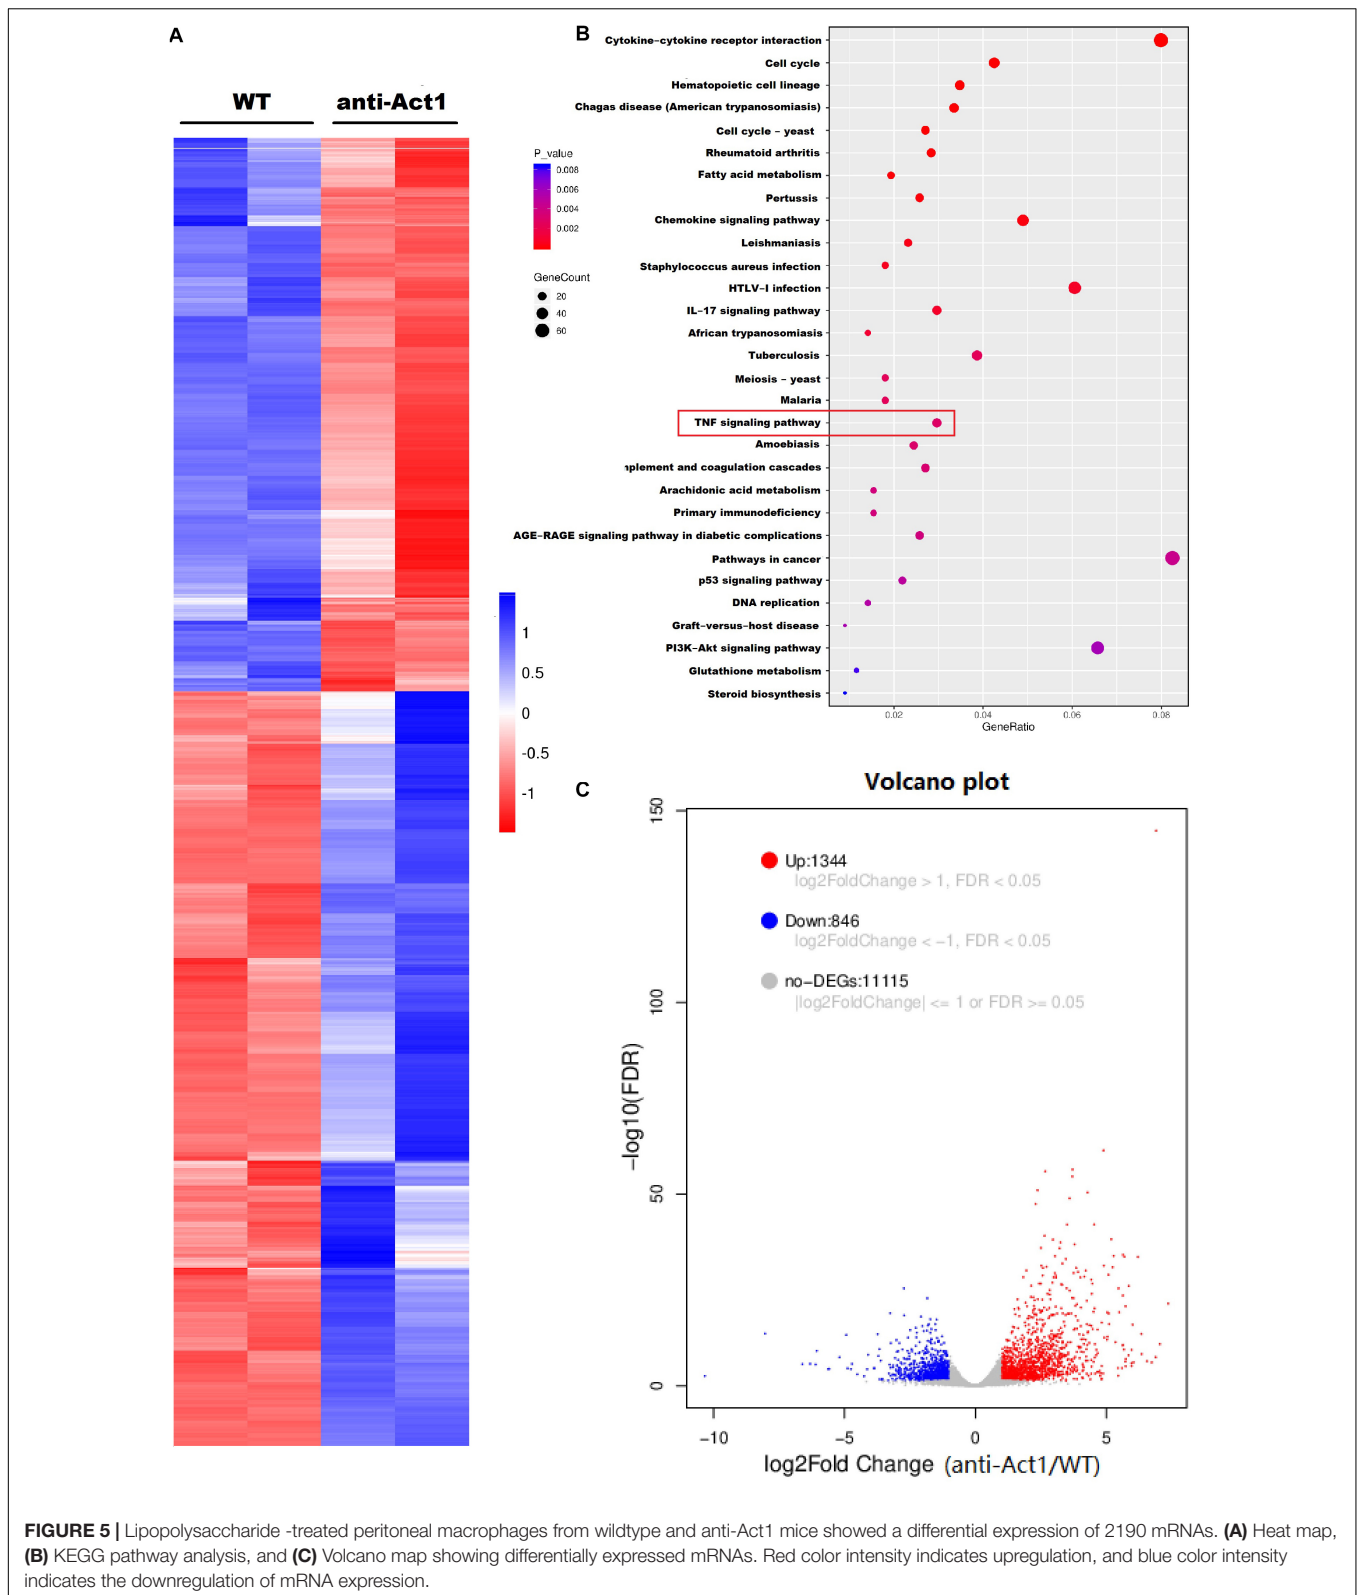 A
WT
anti-Act1
1
0.5
0
-0.5
-1
B
P_value
0.008
0.006
0.004
0.002
GeneCount
20
40
60
Cytokine–cytokine receptor interaction
Cell cycle
Hematopoietic cell lineage
Chagas disease (American trypanosomiasis)
Cell cycle – yeast
Rheumatoid arthritis
Fatty acid metabolism
Pertussis
Chemokine signaling pathway
Leishmaniasis
Staphylococcus aureus infection
HTLV–I infection
IL–17 signaling pathway
African trypanosomiasis
Tuberculosis
Meiosis – yeast
Malaria
TNF signaling pathway
Amoebiasis
nplement and coagulation cascades
Arachidonic acid metabolism
Primary immunodeficiency
AGE–RAGE signaling pathway in diabetic complications
Pathways in cancer
p53 signaling pathway
DNA replication
Graft–versus–host disease
PI3K–Akt signaling pathway
Glutathione metabolism
Steroid biosynthesis
0.02 0.04 0.06 0.08
GeneRatio
C
Volcano plot
Up:1344
log2FoldChange > 1, FDR < 0.05
Down:846
log2FoldChange < −1, FDR < 0.05
no−DEGs:11115
|log2FoldChange| <= 1 or FDR >= 0.05
−log10(FDR)
150
100
50
0
−10 −5 0 5
log2Fold Change (anti-Act1/WT)
FIGURE 5 | Lipopolysaccharide -treated peritoneal macrophages from wildtype and anti-Act1 mice showed a differential expression of 2190 mRNAs. (A) Heat map,
(B) KEGG pathway analysis, and (C) Volcano map showing differentially expressed mRNAs. Red color intensity indicates upregulation, and blue color intensity
indicates the downregulation of mRNA expression.